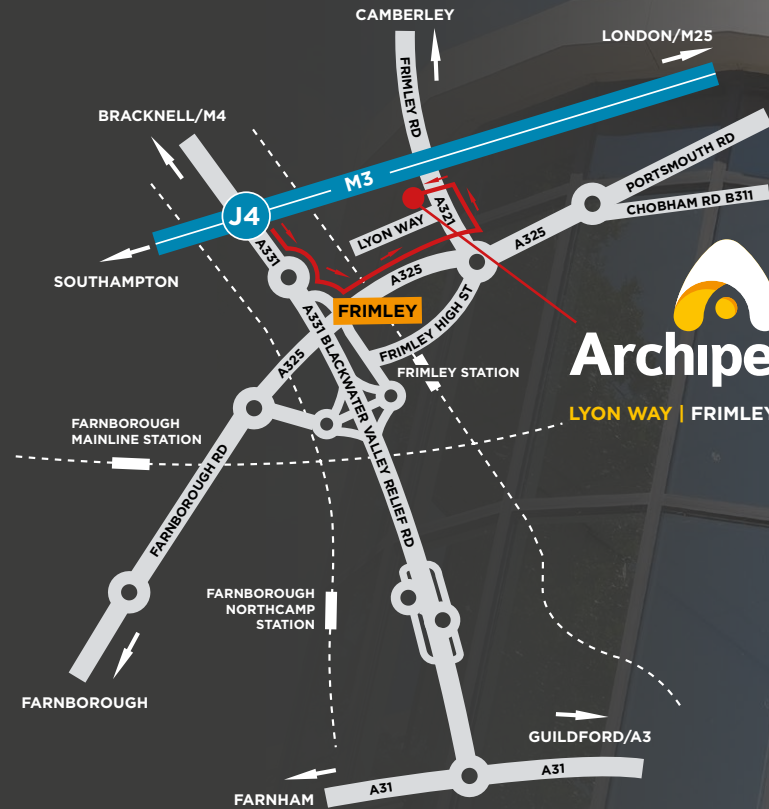 CAMBERLEY
LONDON/M25
FRIMLEY RD
BRACKNELL/M4
M3
PORTSMOUTH RD
CHOBHAM RD B311
J4
A321
LYON WAY
A331
A325
A325
SOUTHAMPTON
FRIMLEY
FRIMLEY HIGH ST
A331 BLACKWATER VALLEY RELIEF RD
A325
FRIMLEY STATION
Archipe
LYON WAY | FRIMLEY
FARNBOROUGH
MAINLINE STATION
FARNBOROUGH RD
FARNBOROUGH
NORTHCAMP
STATION
FARNBOROUGH
GUILDFORD/A3
FARNHAM
A31
A31